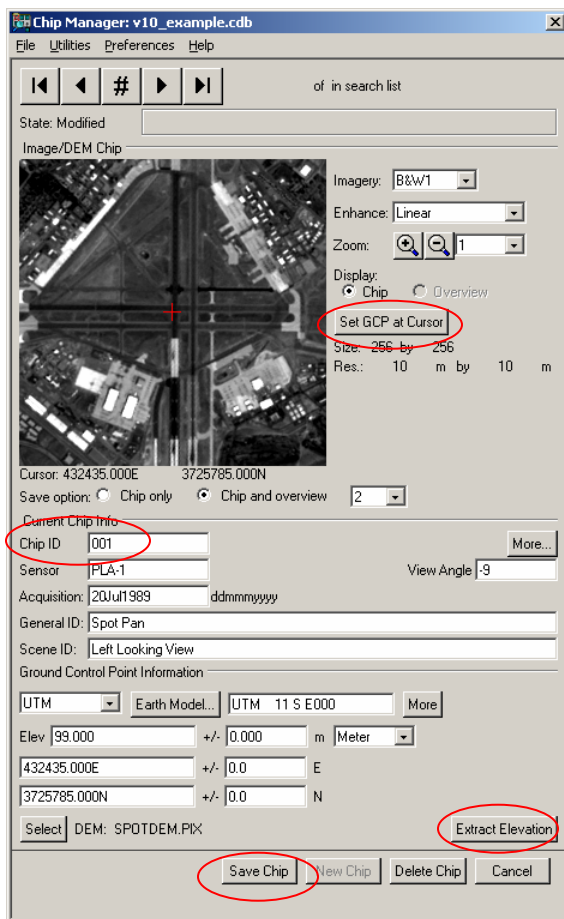 Chip Manager: v10_example.cdb
File Utilities Preferences Help
# of in search list
State: Modified
Image/DEM Chip
Imagery: B&W1
Enhance: Linear
Zoom: 1
Display:
Chip Overview
Set GCP at Cursor
Size: 256 by 256
Res.: 10 m by 10 m
Cursor: 432435.000E 3725785.000N
Save option: Chip only Chip and overview 2
Current Chip Info
Chip ID 001 More...
Sensor PLA-1 View Angle -9
Acquisition: 20Jul1989 ddmmmyyyy
General ID: Spot Pan
Scene ID: Left Looking View
Ground Control Point Information
UTM Earth Model... UTM 11 S E000 More
Elev 99.000 +/- 0.000 m Meter
432435.000E +/- 0.0 E
3725785.000N +/- 0.0 N
Select DEM: SPOTDEM.PIX Extract Elevation
Save Chip New Chip Delete Chip Cancel